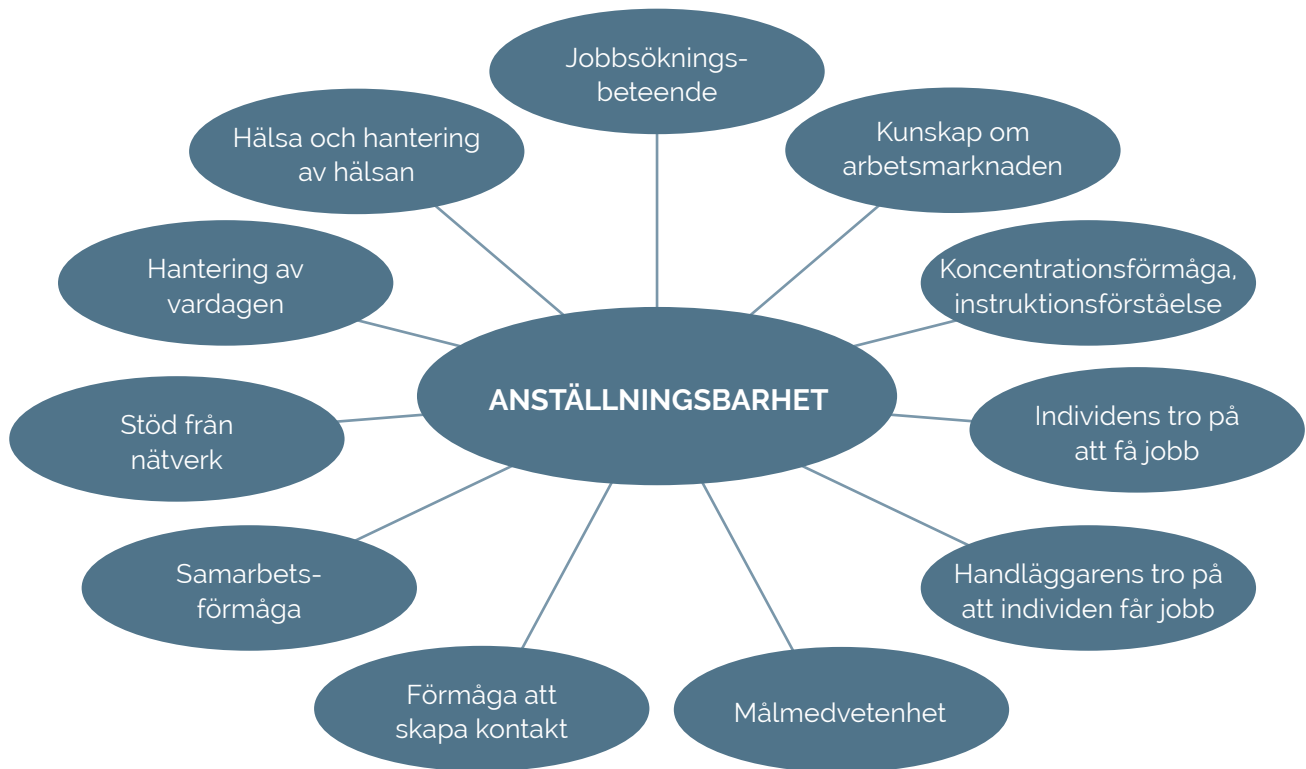 Jobbsöknings-
beteende
Hälsa och hantering
av hälsan
Kunskap om
arbetsmarknaden
Hantering av
vardagen
Koncentrationsförmåga,
instruktionsförståelse
ANSTÄLLNINGSBARHET
Stöd från
nätverk
Individens tro på
att få jobb
Samarbets-
förmåga
Handläggarens tro på
att individen får jobb
Förmåga att
skapa kontakt
Målmedvetenhet